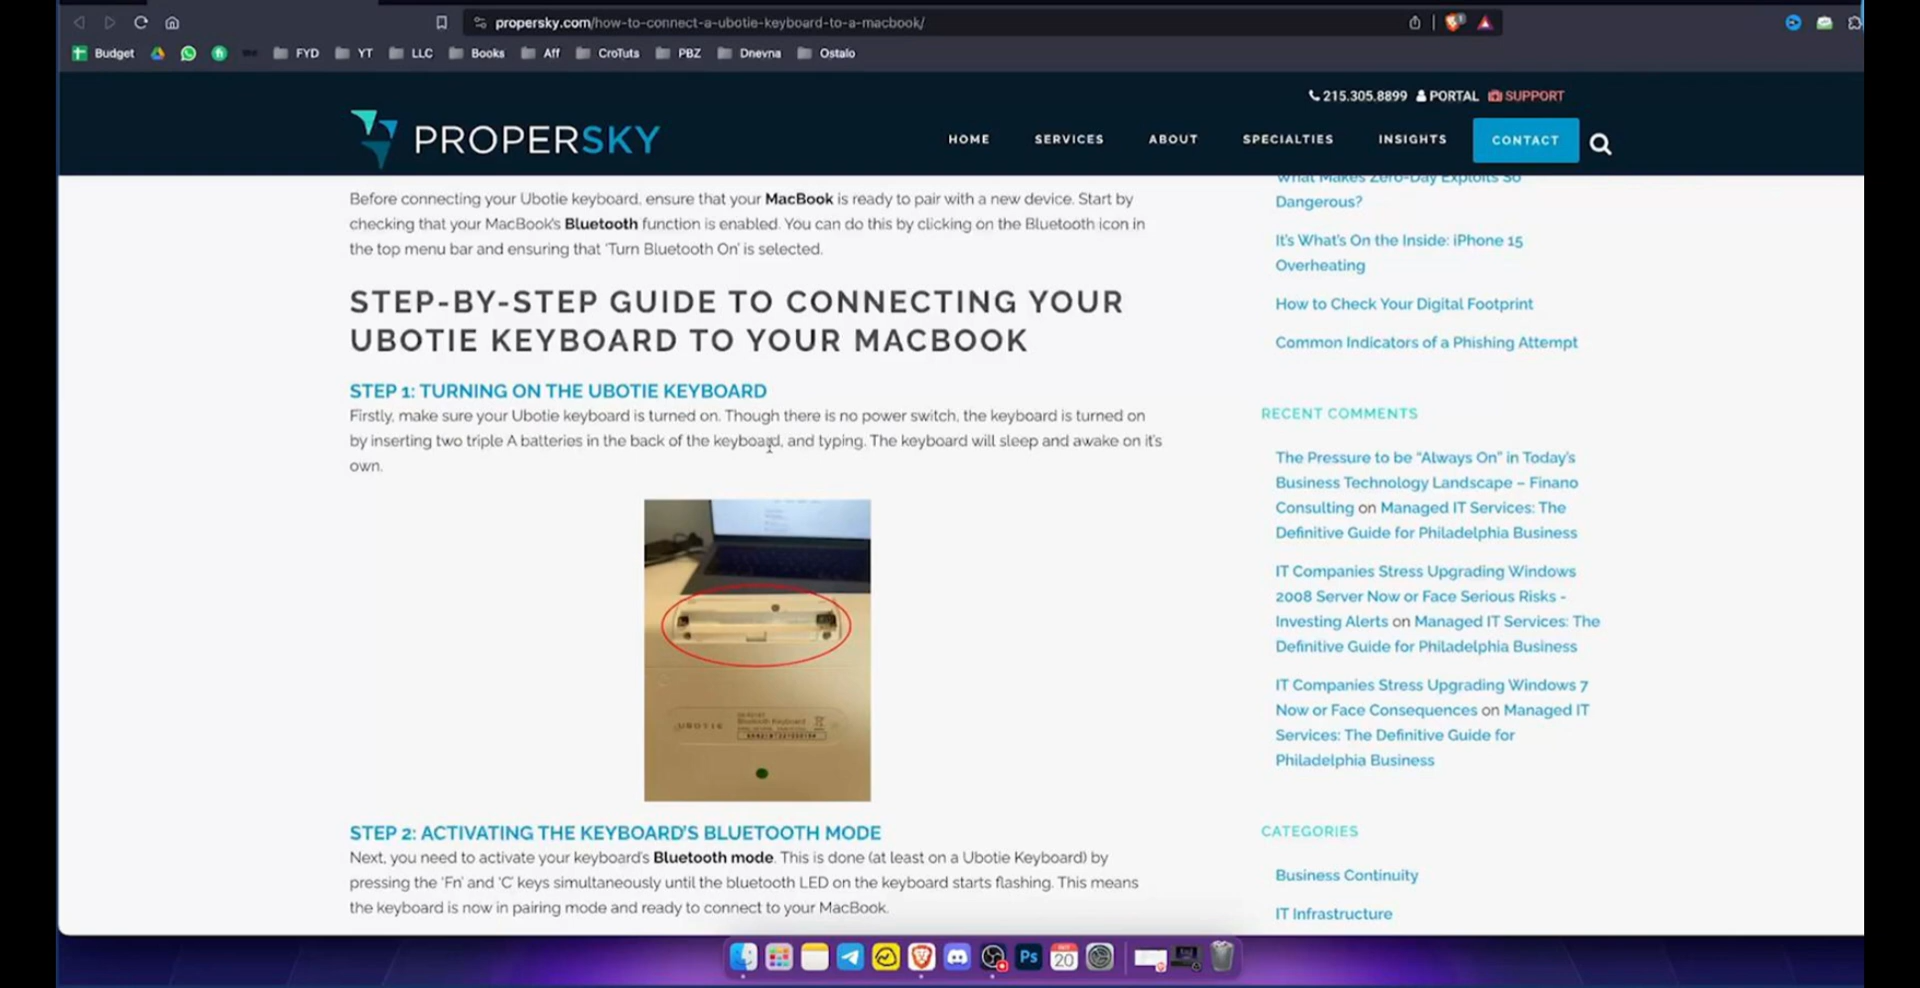 propersky.com/how-to-connect-a-ubotie-keyboard-to-a-macbook/
Budget
FYD
YT
LLC
Books
Aff
CroTuts
PBZ
Dnevna
Ostalo
215.305.8899 PORTAL SUPPORT
PROPERSKY
HOME
SERVICES
ABOUT
SPECIALTIES
INSIGHTS
CONTACT
Before connecting your Ubotie keyboard, ensure that your MacBook is ready to pair with a new device. Start by
checking that your MacBook's Bluetooth function is enabled. You can do this by clicking on the Bluetooth icon in
the top menu bar and ensuring that 'Turn Bluetooth On' is selected.
STEP-BY-STEP GUIDE TO CONNECTING YOUR
UBOTIE KEYBOARD TO YOUR MACBOOK
STEP 1: TURNING ON THE UBOTIE KEYBOARD
Firstly, make sure your Ubotie keyboard is turned on. Though there is no power switch, the keyboard is turned on
by inserting two triple A batteries in the back of the keyboard, and typing. The keyboard will sleep and awake on it's
own.
UBOTIE
Bluetooth Keyboard
STEP 2: ACTIVATING THE KEYBOARD'S BLUETOOTH MODE
Next, you need to activate your keyboard's Bluetooth mode. This is done (at least on a Ubotie Keyboard) by
pressing the 'Fn' and 'C' keys simultaneously until the bluetooth LED on the keyboard starts flashing. This means
the keyboard is now in pairing mode and ready to connect to your MacBook.
What Makes Zero-Day Exploits So
Dangerous?
It's What's On the Inside: iPhone 15
Overheating
How to Check Your Digital Footprint
Common Indicators of a Phishing Attempt
RECENT COMMENTS
The Pressure to be "Always On" in Today's
Business Technology Landscape – Finano
Consulting on Managed IT Services: The
Definitive Guide for Philadelphia Business
IT Companies Stress Upgrading Windows
2008 Server Now or Face Serious Risks -
Investing Alerts on Managed IT Services: The
Definitive Guide for Philadelphia Business
IT Companies Stress Upgrading Windows 7
Now or Face Consequences on Managed IT
Services: The Definitive Guide for
Philadelphia Business
CATEGORIES
Business Continuity
IT Infrastructure
Ps
20